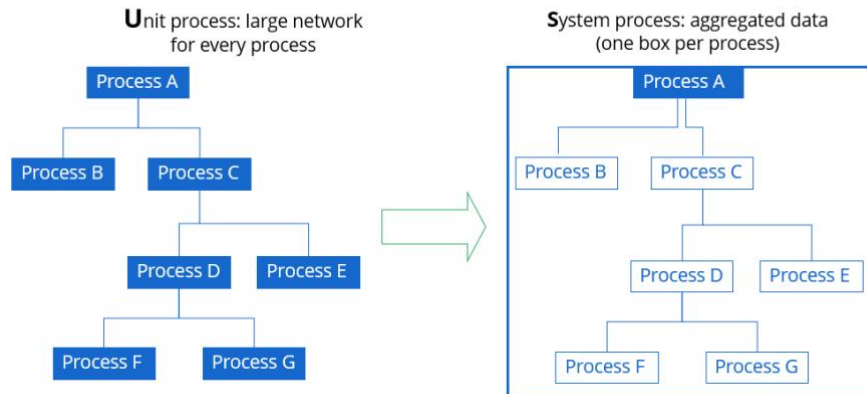 Unit process: large network
for every process
Process A
Process B
Process C
Process D
Process E
Process F
Process G
System process: aggregated data
(one box per process)
Process A
Process B
Process C
Process D
Process E
Process F
Process G